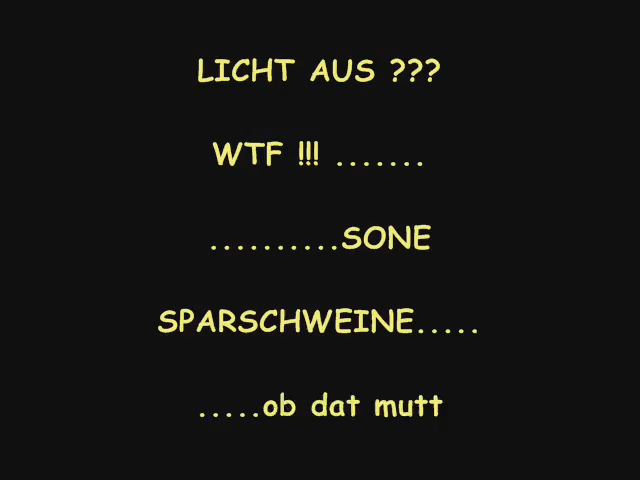 LICHT AUS ???
WTF !!! .......
..........SONE
SPARSCHWEINE.....
.....ob dat mutt